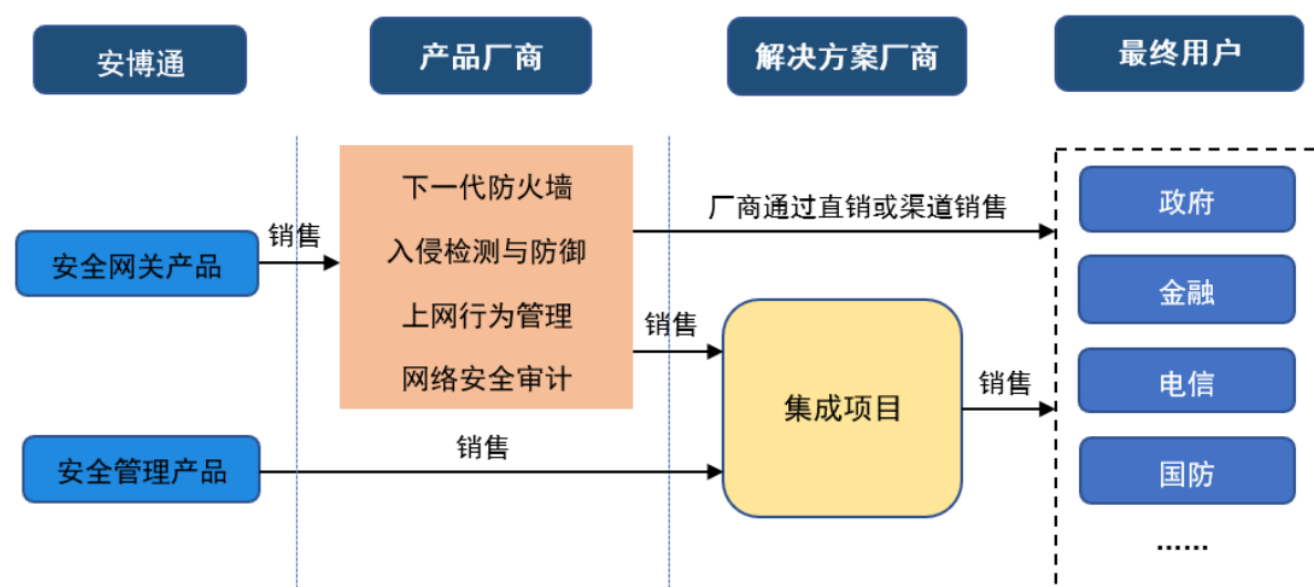 安博通
产品厂商
解决方案厂商
最终用户
下一代防火墙
入侵检测与防御
上网行为管理
网络安全审计
安全网关产品
销售
厂商通过直销或渠道销售
销售
集成项目
销售
安全管理产品
销售
政府
金融
电信
国防
……